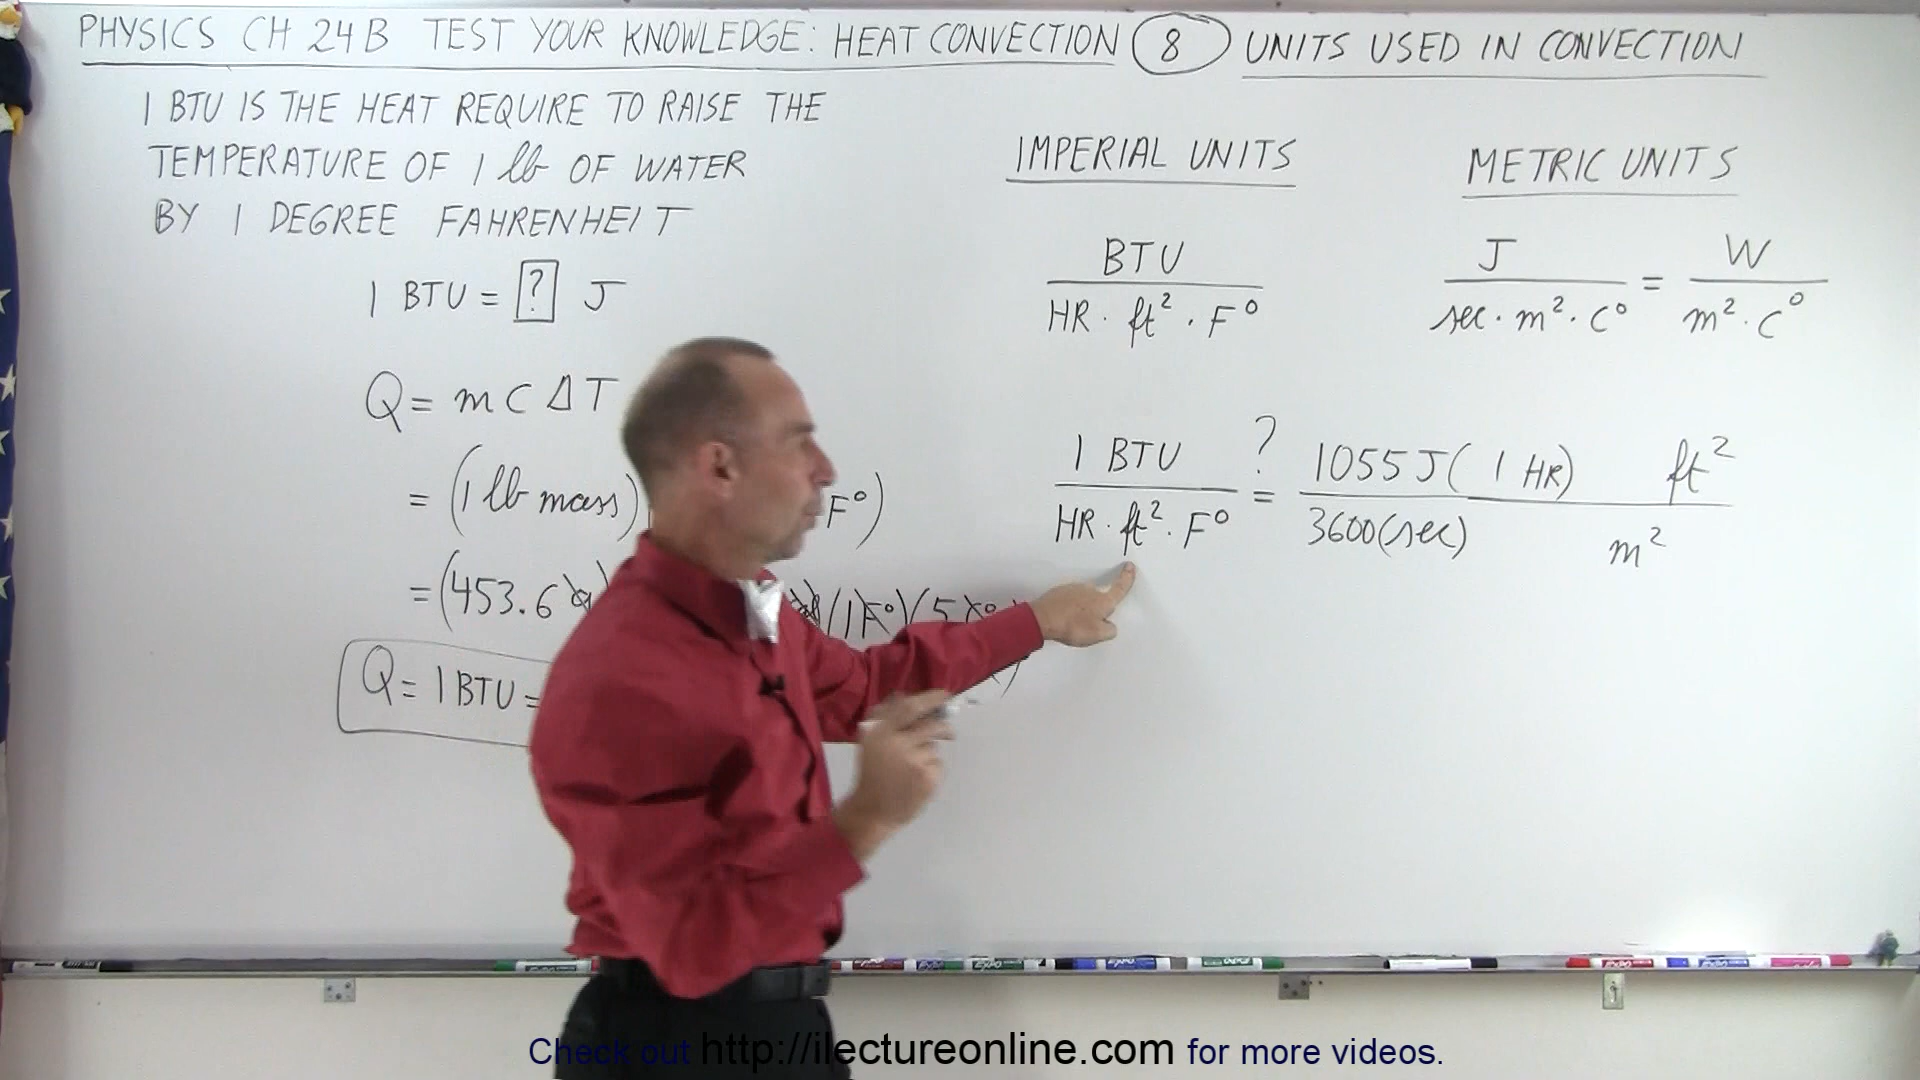 PHYSICS CH 24B TEST YOUR KNOWLEDGE: HEAT CONVECTION 8 UNITS USED IN CONVECTION
1 BTU IS THE HEAT REQUIRE TO RAISE THE
TEMPERATURE OF 1 lb OF WATER
BY 1 DEGREE FAHRENHEIT
1 BTU = ? J
Q = m C Δ T
= (1 lb mass) F°)
= (453.6 g) (1 F°) (5 C°
Q = 1 BTU =
IMPERIAL UNITS
BTU
HR · ft² · F°
METRIC UNITS
J / sec · m² · C° = W / m² · C°
1 BTU / HR · ft² · F° ?= 1055 J (1 HR) ft² / 3600 (sec) m²
EXPO
Check out http://ilectureonline.com for more videos.